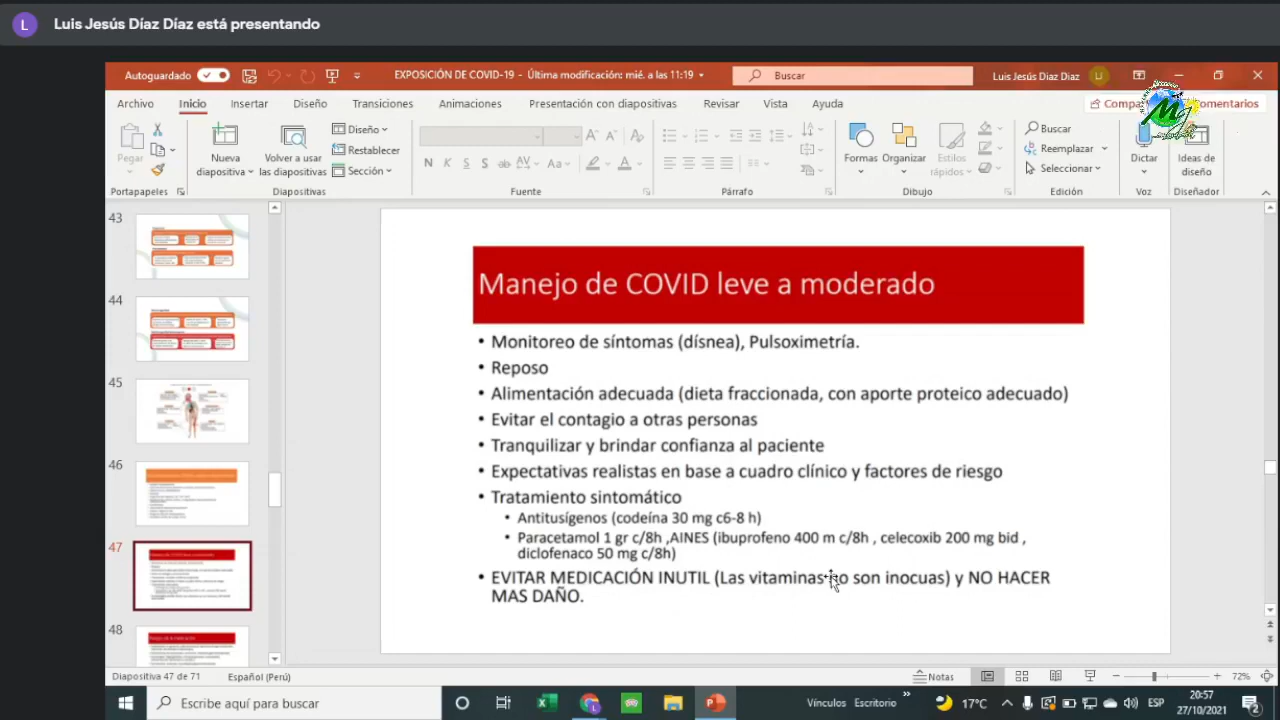 L Luis Jesús Díaz Díaz está presentando
Autoguardado EXPOSICIÓN DE COVID-19 - Última modificación: mié. a las 11:19 Buscar Luis Jesús Diaz Diaz LJ
Archivo Inicio Insertar Diseño Transiciones Animaciones Presentación con diapositivas Revisar Vista Ayuda
Pegar
Nueva diapositiva
Volver a usar las diapositivas
Diseño
Restablecer
Sección
N K S S ab AV Aa A
Formas Organizar Estilos rápidos
Buscar
Reemplazar
Seleccionar
Dictar
Ideas de diseño
Portapapeles Diapositivas Fuente Párrafo Dibujo Edición Voz Diseñador
43
44
45
46
47
48
Manejo de COVID leve a moderado
• Monitoreo de síntomas (dísnea), Pulsoximetría.
• Reposo
• Alimentación adecuada (dieta fraccionada, con aporte proteico adecuado)
• Evitar el contagio a otras personas
• Tranquilizar y brindar confianza al paciente
• Expectativas realistas en base a cuadro clínico y factores de riesgo
• Tratamiento sintomático
• Antitusígenos (codeína 30 mg c6-8 h)
• Paracetamol 1 gr c/8h ,AINES (ibuprofeno 400 m c/8h , celecoxib 200 mg bid ,
diclofenaco 50 mg c/8h)
• EVITAR MEDICACIÓN INUTIL (Las vitaminas no son inocuas) y NO HACER
MAS DAÑO.
Diapositiva 47 de 71 Español (Perú) Notas 72%
Escribe aquí para buscar Vínculos Escritorio » 17°C ESP 20:57
27/10/2021 2